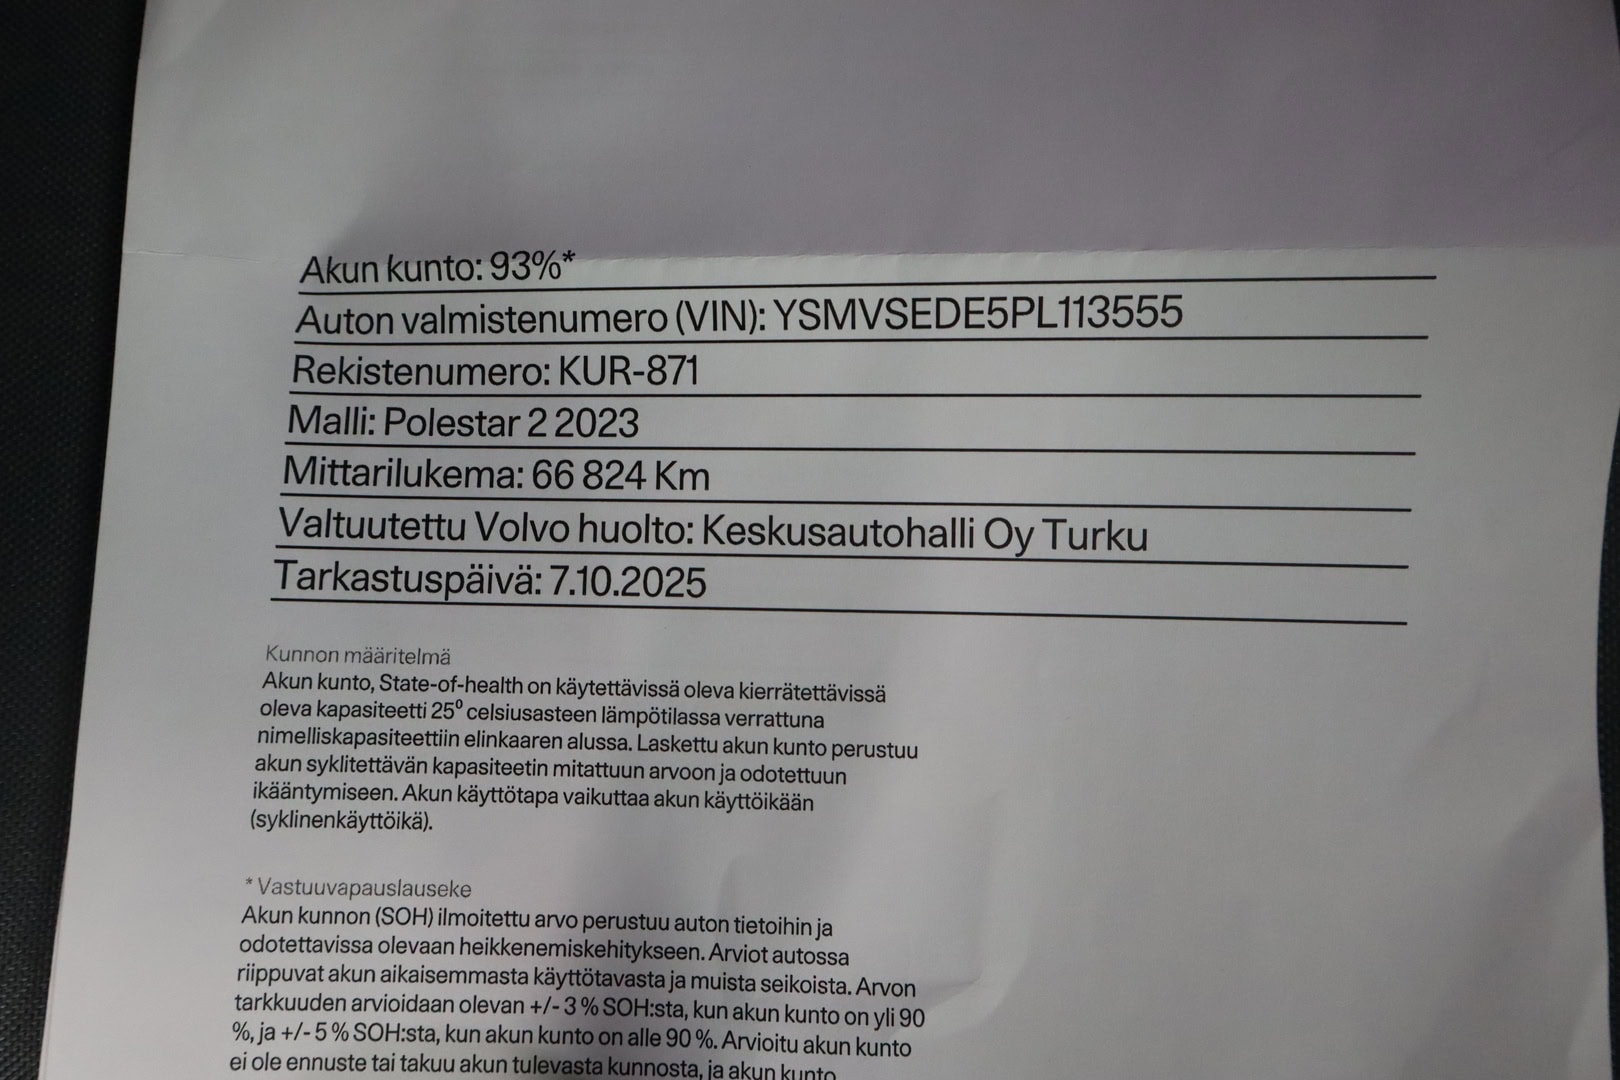 Akun kunto: 93%*
Auton valmistenumero (VIN): YSMVSEDE5PL113555
Rekistenumero: KUR-871
Malli: Polestar 2 2023
Mittarilukema: 66 824 Km
Valtuutettu Volvo huolto: Keskusautohalli Oy Turku
Tarkastuspäivä: 7.10.2025
Kunnon määritelmä
Akun kunto, State-of-health on käytettävissä oleva kierrätettävissä
oleva kapasiteetti 25⁰ celsiusasteen lämpötilassa verrattuna
nimelliskapasiteettiin elinkaaren alussa. Laskettu akun kunto perustuu
akun syklitettävän kapasiteetin mitattuun arvoon ja odotettuun
ikääntymiseen. Akun käyttötapa vaikuttaa akun käyttöikään
(syklinenkäyttöikä).
* Vastuuvapauslauseke
Akun kunnon (SOH) ilmoitettu arvo perustuu auton tietoihin ja
odotettavissa olevaan heikkenemiskehitykseen. Arviot autossa
riippuvat akun aikaisemmasta käyttötavasta ja muista seikoista. Arvon
tarkkuuden arvioidaan olevan +/- 3 % SOH:sta, kun akun kunto on yli 90
%, ja +/- 5 % SOH:sta, kun akun kunto on alle 90 %. Arvioitu akun kunto
ei ole ennuste tai takuu akun tulevasta kunnosta, ja akun kunto